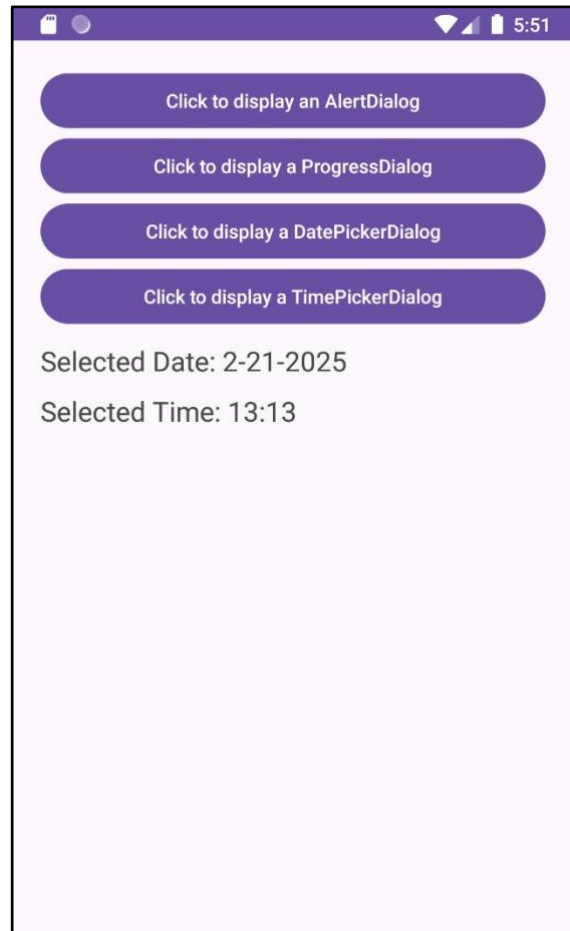 5:51
Click to display an AlertDialog
Click to display a ProgressDialog
Click to display a DatePickerDialog
Click to display a TimePickerDialog
Selected Date: 2-21-2025
Selected Time: 13:13